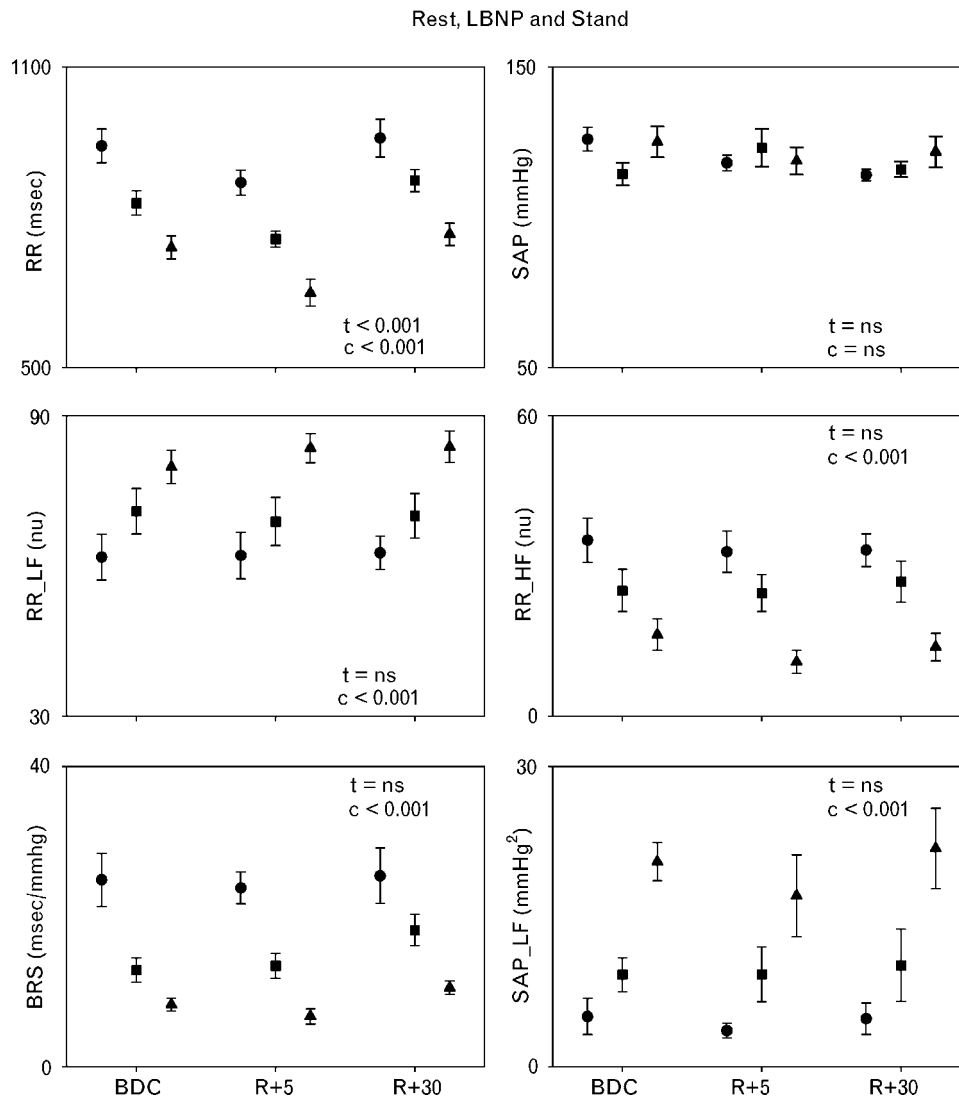 Rest, LBNP and Stand
1100
RR (msec)
500
t < 0.001
c < 0.001
150
SAP (mmHg)
50
t = ns
c = ns
90
RR_LF (nu)
30
t = ns
c < 0.001
60
RR_HF (nu)
0
t = ns
c < 0.001
40
BRS (msec/mmhg)
0
t = ns
c < 0.001
BDC R+5 R+30
30
SAP_LF (mmHg²)
0
t = ns
c < 0.001
BDC R+5 R+30